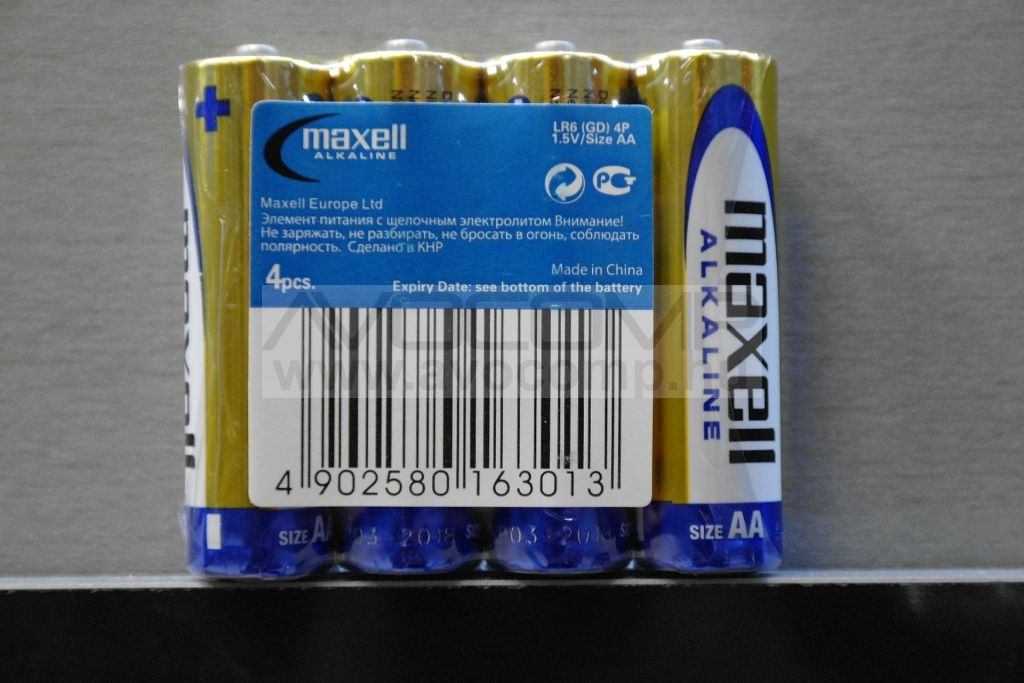 maxell
ALKALINE
LR6 (GD) 4P
1.5V/Size AA
Maxell Europe Ltd
Элемент питания с щелочным электролитом Внимание!
Не заряжать, не разбирать, не бросать в огонь, соблюдать
полярность. Сделано в КНР
4pcs.
Made in China
Expiry Date: see bottom of the battery
AVOCOMP
www.avocomp.hu
4 902580 163013
maxell
ALKALINE
SIZE AA
03-2018
03-2018
SIZE AA